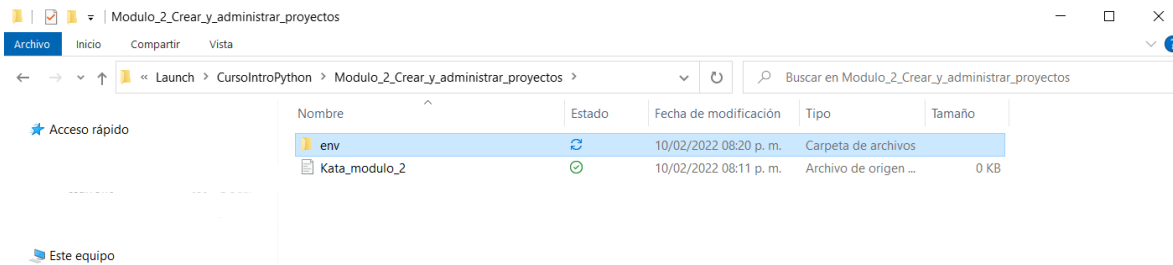 Modulo_2_Crear_y_administrar_proyectos
Archivo Inicio Compartir Vista
« Launch > CursoIntroPython > Modulo_2_Crear_y_administrar_proyectos > Buscar en Modulo_2_Crear_y_administrar_proyectos
Nombre Estado Fecha de modificación Tipo Tamaño
Acceso rápido
env 10/02/2022 08:20 p. m. Carpeta de archivos
Kata_modulo_2 10/02/2022 08:11 p. m. Archivo de origen ... 0 KB
Este equipo